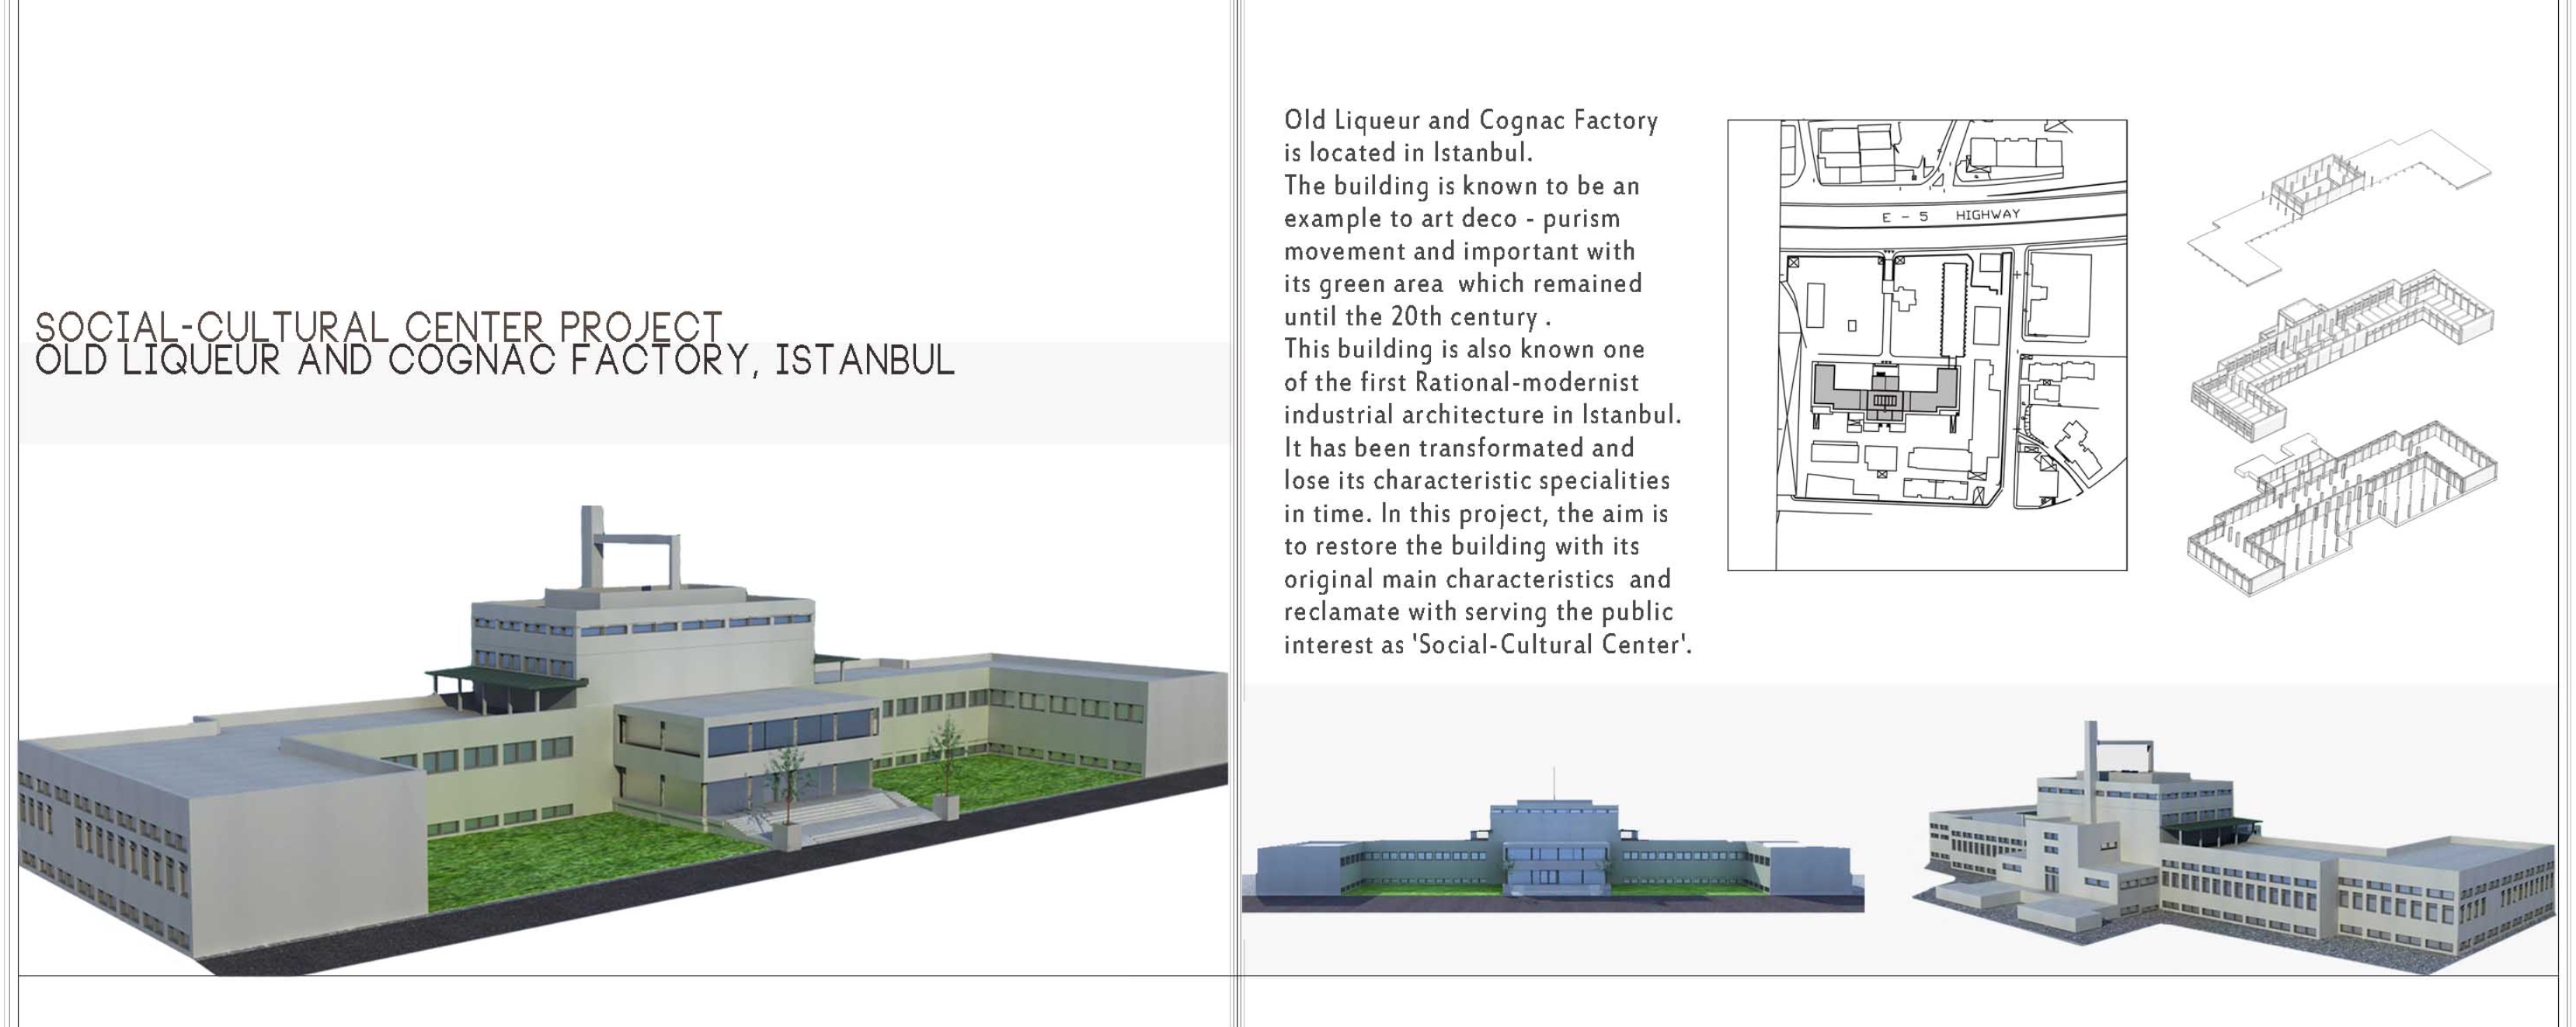 SOCIAL-CULTURAL CENTER PROJECT
OLD LIQUEUR AND COGNAC FACTORY, ISTANBUL
Old Liqueur and Cognac Factory
is located in Istanbul.
The building is known to be an
example to art deco - purism
movement and important with
its green area which remained
until the 20th century .
This building is also known one
of the first Rational-modernist
industrial architecture in Istanbul.
It has been transformated and
lose its characteristic specialities
in time. In this project, the aim is
to restore the building with its
original main characteristics and
reclamate with serving the public
interest as 'Social-Cultural Center'.
E - 5 HIGHWAY